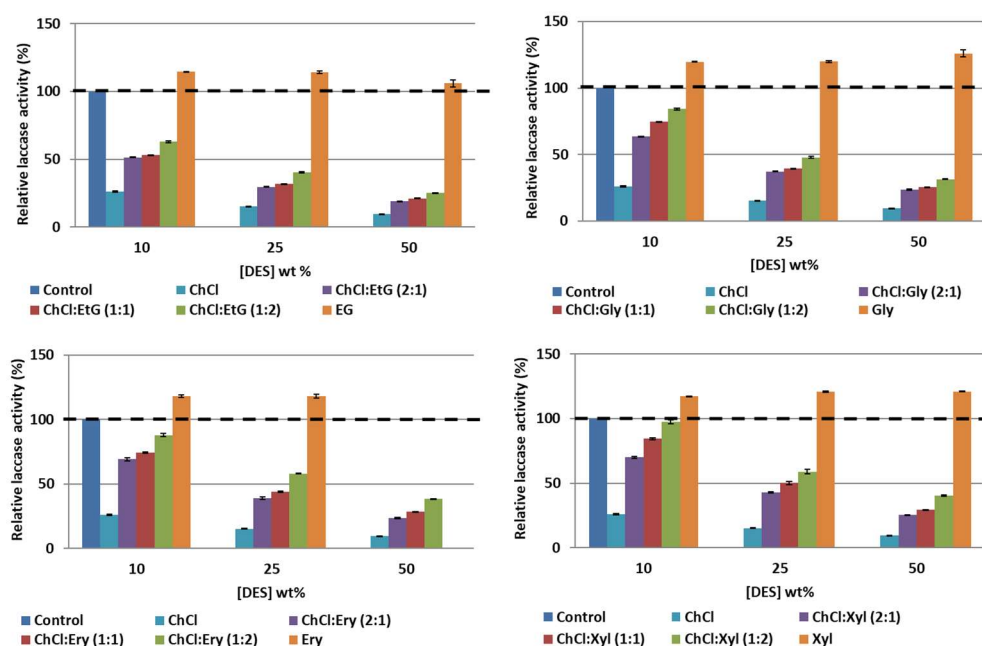 150
100
50
0
Relative laccase activity (%)
10 25 50
[DES] wt %
Control ChCl ChCl:EtG (2:1)
ChCl:EtG (1:1) ChCl:EtG (1:2) EG
150
100
50
0
Relative laccase activity (%)
10 25 50
[DES] wt%
Control ChCl ChCl:Gly (2:1)
ChCl:Gly (1:1) ChCl:Gly (1:2) Gly
150
100
50
0
Relative laccase activity (%)
10 25 50
[DES] wt%
Control ChCl ChCl:Ery (2:1)
ChCl:Ery (1:1) ChCl:Ery (1:2) Ery
150
100
50
0
Relative laccase activity (%)
10 25 50
[DES] wt%
Control ChCl ChCl:Xyl (2:1)
ChCl:Xyl (1:1) ChCl:Xyl (1:2) Xyl